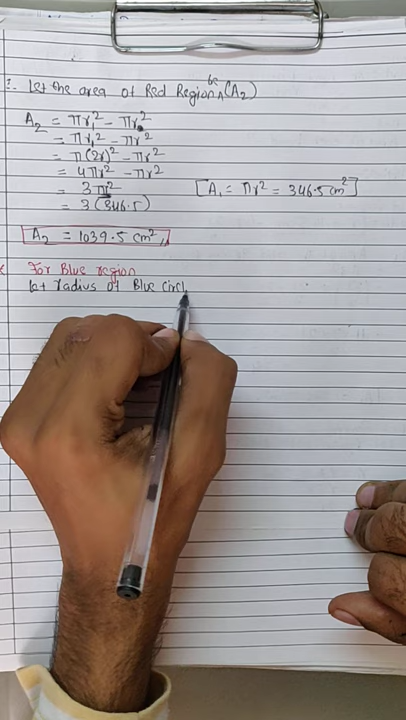 ∴ Let the area of Red Region be (A₂)
A₂ = πr₁² - πr²
= πr₁² - πr²
= π(2r)² - πr²
= 4πr² - πr²
= 3πr² [A₁ = πr² = 346.5 cm²]
= 3(346.5)
A₂ = 1039.5 cm²
For Blue region
let radius of Blue circl